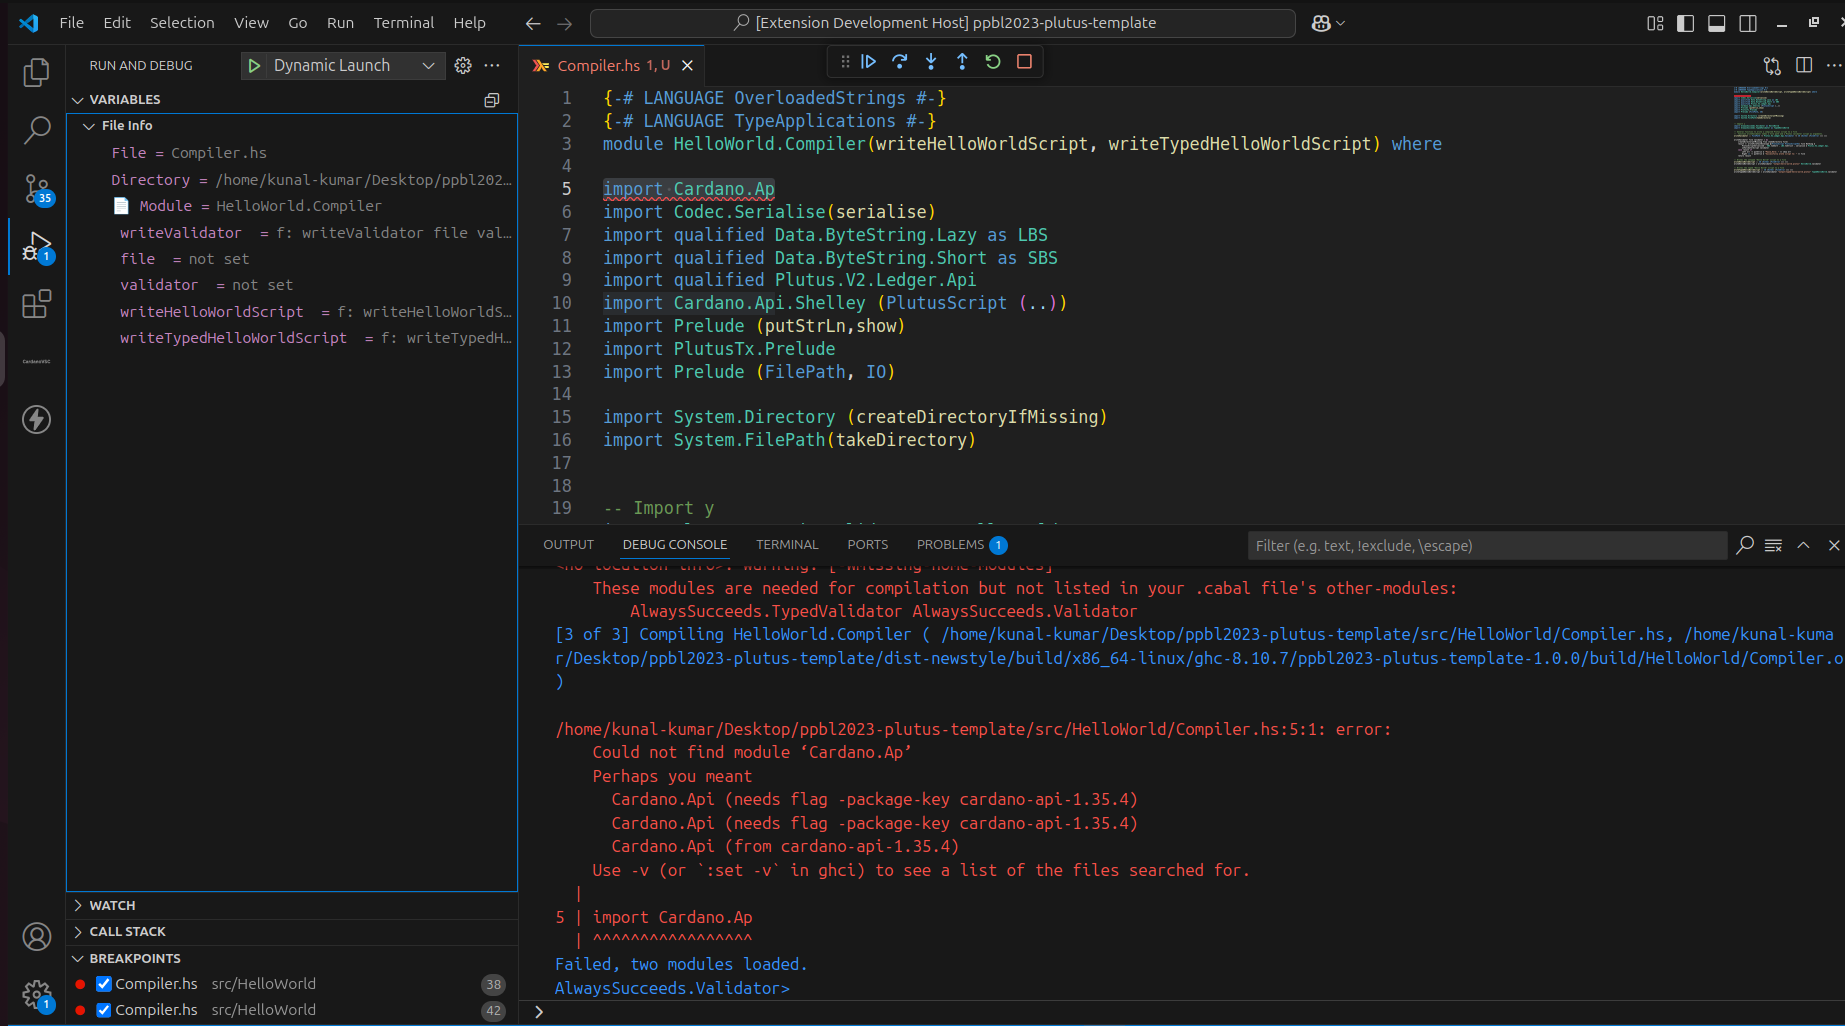 File Edit Selection View Go Run Terminal Help
[Extension Development Host] ppbl2023-plutus-template
RUN AND DEBUG
Dynamic Launch
VARIABLES
File Info
File = Compiler.hs
Directory = /home/kunal-kumar/Desktop/ppbl202...
Module = HelloWorld.Compiler
writeValidator = f: writeValidator file val...
file = not set
validator = not set
writeHelloWorldScript = f: writeHelloWorldS...
writeTypedHelloWorldScript = f: writeTypedH...
35
1
CardanoVSC
WATCH
CALL STACK
BREAKPOINTS
Compiler.hs src/HelloWorld 38
Compiler.hs src/HelloWorld 42
1
Compiler.hs 1, U
1 {-# LANGUAGE OverloadedStrings #-}
2 {-# LANGUAGE TypeApplications #-}
3 module HelloWorld.Compiler(writeHelloWorldScript, writeTypedHelloWorldScript) where
4
5 import Cardano.Ap
6 import Codec.Serialise(serialise)
7 import qualified Data.ByteString.Lazy as LBS
8 import qualified Data.ByteString.Short as SBS
9 import qualified Plutus.V2.Ledger.Api
10 import Cardano.Api.Shelley (PlutusScript (..))
11 import Prelude (putStrLn,show)
12 import PlutusTx.Prelude
13 import Prelude (FilePath, IO)
14
15 import System.Directory (createDirectoryIfMissing)
16 import System.FilePath(takeDirectory)
17
18
19 -- Import y
OUTPUT DEBUG CONSOLE TERMINAL PORTS PROBLEMS 1
Filter (e.g. text, !exclude, \escape)
<no location info>: warning: [-Wmissing-home-modules]
These modules are needed for compilation but not listed in your .cabal file's other-modules:
AlwaysSucceeds.TypedValidator AlwaysSucceeds.Validator
[3 of 3] Compiling HelloWorld.Compiler ( /home/kunal-kumar/Desktop/ppbl2023-plutus-template/src/HelloWorld/Compiler.hs, /home/kunal-kuma
r/Desktop/ppbl2023-plutus-template/dist-newstyle/build/x86_64-linux/ghc-8.10.7/ppbl2023-plutus-template-1.0.0/build/HelloWorld/Compiler.o
)
/home/kunal-kumar/Desktop/ppbl2023-plutus-template/src/HelloWorld/Compiler.hs:5:1: error:
Could not find module ‘Cardano.Ap’
Perhaps you meant
Cardano.Api (needs flag -package-key cardano-api-1.35.4)
Cardano.Api (needs flag -package-key cardano-api-1.35.4)
Cardano.Api (from cardano-api-1.35.4)
Use -v (or `:set -v` in ghci) to see a list of the files searched for.
|
5 | import Cardano.Ap
| ^^^^^^^^^^^^^^^^^
Failed, two modules loaded.
AlwaysSucceeds.Validator>